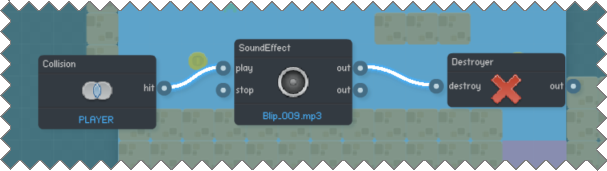 Collision
hit
PLAYER
SoundEffect
play
out
stop
out
Blip_009.mp3
Destroyer
destroy
out